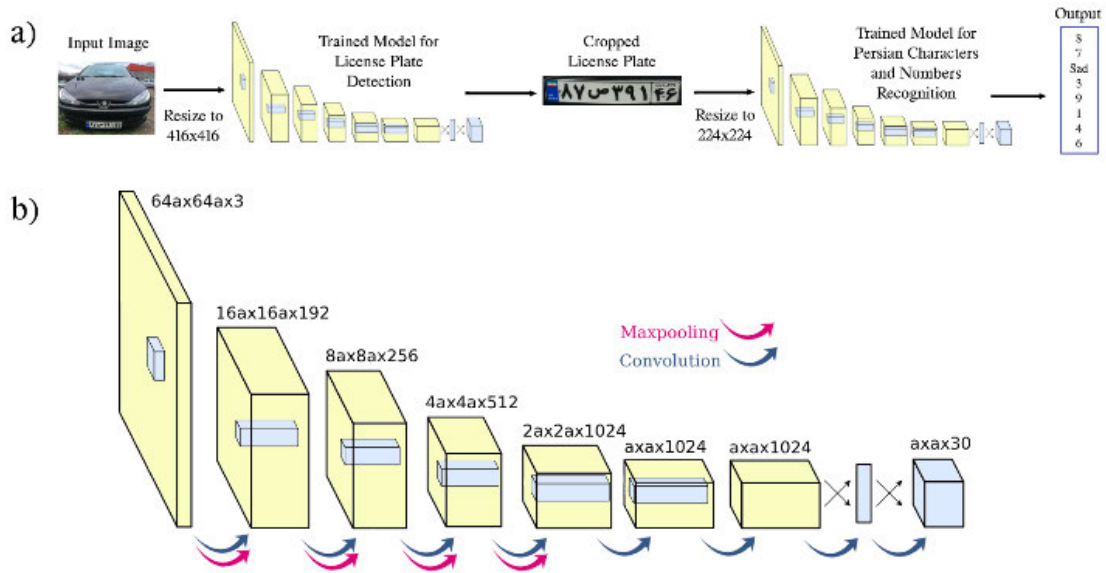 a)
Input Image
Resize to
416x416
Trained Model for
License Plate
Detection
Cropped
License Plate
۸۷ص۳۹۱ ۴۶
Resize to
224x224
Trained Model for
Persian Characters
and Numbers
Recognition
Output
8
7
Sad
3
9
1
4
6
b)
64ax64ax3
16ax16ax192
8ax8ax256
4ax4ax512
2ax2ax1024
axax1024
axax1024
axax30
Maxpooling
Convolution